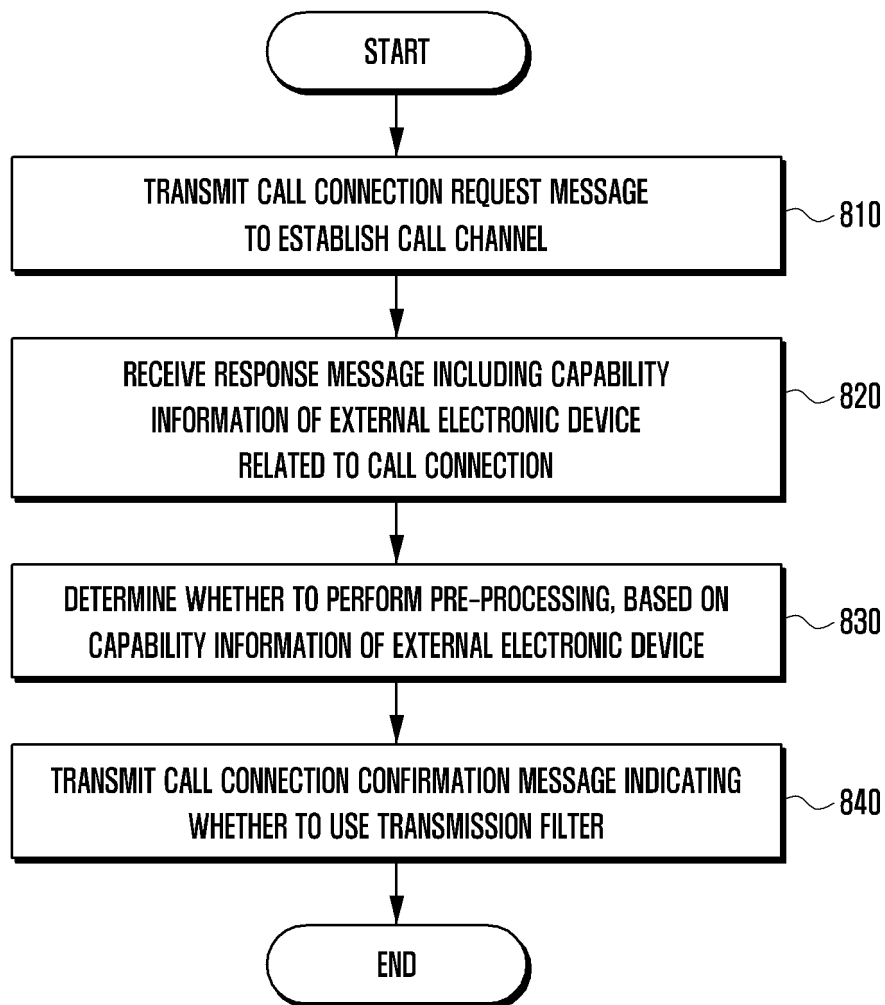 START
TRANSMIT CALL CONNECTION REQUEST MESSAGE
TO ESTABLISH CALL CHANNEL
810
RECEIVE RESPONSE MESSAGE INCLUDING CAPABILITY
INFORMATION OF EXTERNAL ELECTRONIC DEVICE
RELATED TO CALL CONNECTION
820
DETERMINE WHETHER TO PERFORM PRE-PROCESSING, BASED ON
CAPABILITY INFORMATION OF EXTERNAL ELECTRONIC DEVICE
830
TRANSMIT CALL CONNECTION CONFIRMATION MESSAGE INDICATING
WHETHER TO USE TRANSMISSION FILTER
840
END